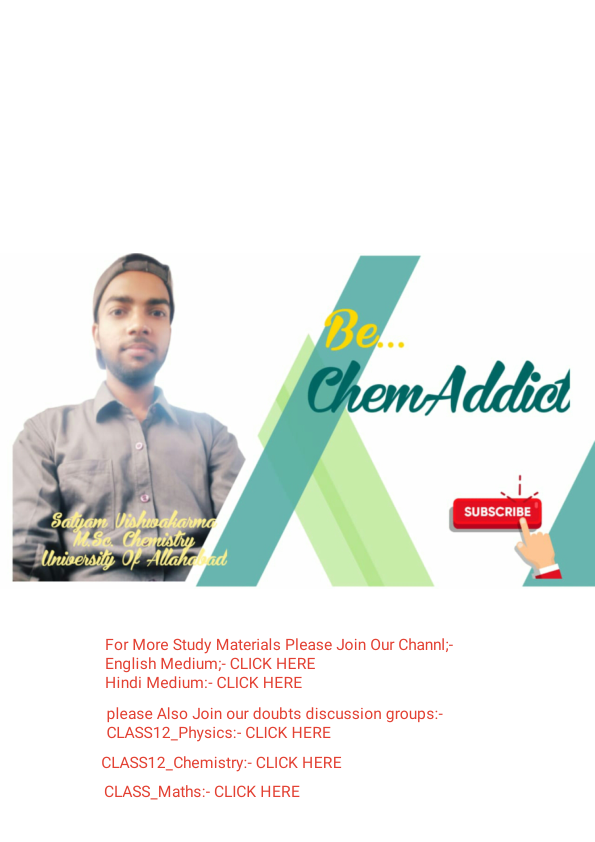 Be...
ChemAddict
SUBSCRIBE
Satyam Vishwakarma
M.Sc. Chemistry
University Of Allahabad
For More Study Materials Please Join Our Channl;-
English Medium;- CLICK HERE
Hindi Medium:- CLICK HERE
please Also Join our doubts discussion groups:-
CLASS12_Physics:- CLICK HERE
CLASS12_Chemistry:- CLICK HERE
CLASS_Maths:- CLICK HERE